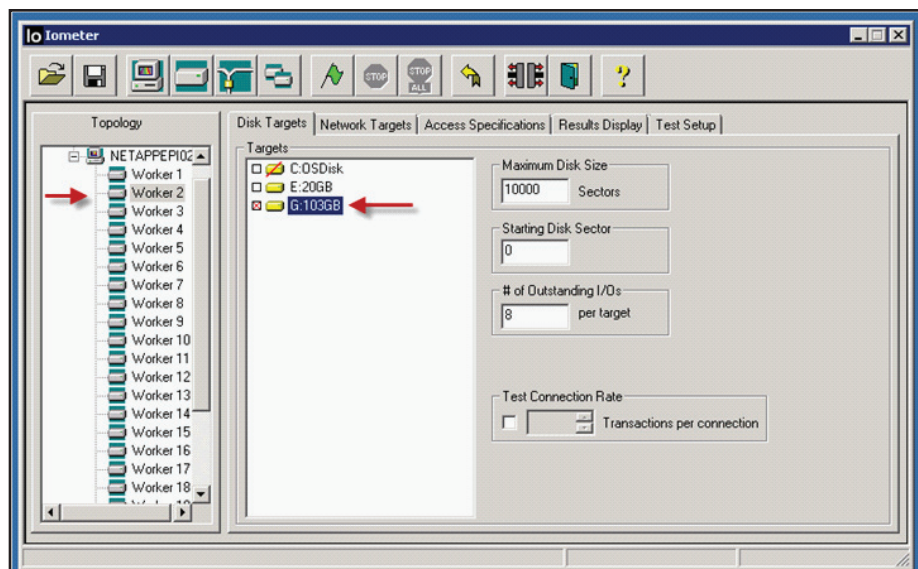 Io Iometer
STOP
STOP
ALL
?
Topology
Disk Targets
Network Targets
Access Specifications
Results Display
Test Setup
NETAPPEPI02
Worker 1
Worker 2
Worker 3
Worker 4
Worker 5
Worker 6
Worker 7
Worker 8
Worker 9
Worker 10
Worker 11
Worker 12
Worker 13
Worker 14
Worker 15
Worker 16
Worker 17
Worker 18
Targets
C:OSDisk
E:20GB
G:103GB
Maximum Disk Size
10000 Sectors
Starting Disk Sector
0
# of Outstanding I/Os
8 per target
Test Connection Rate
Transactions per connection